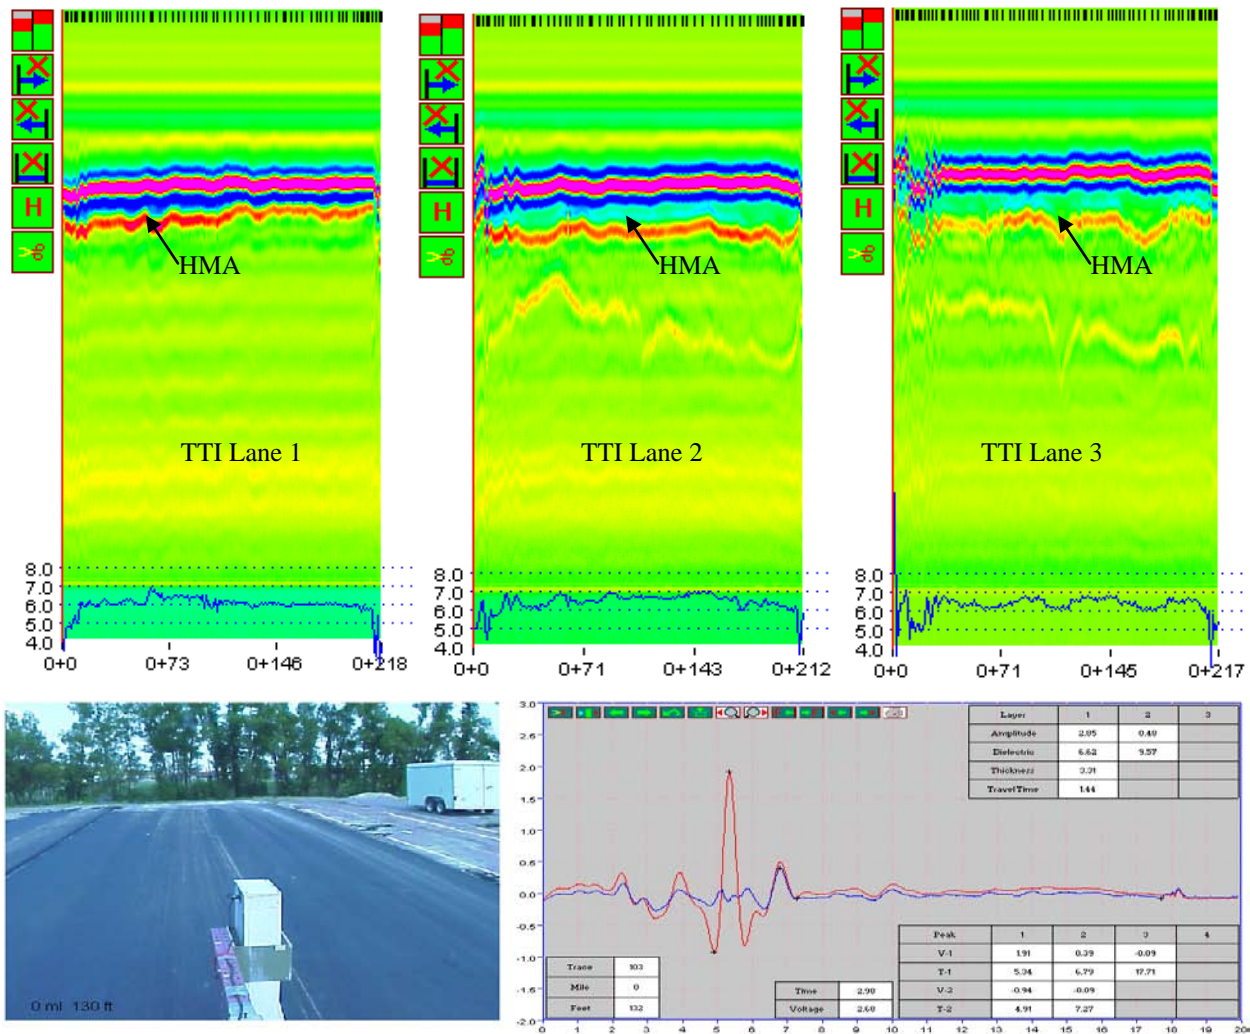 H
HMA
TTI Lane 1
8.0
7.0
6.0
5.0
4.0
0+0 0+73 0+146 0+218
H
HMA
TTI Lane 2
8.0
7.0
6.0
5.0
4.0
0+0 0+71 0+143 0+212
H
HMA
TTI Lane 3
8.0
7.0
6.0
5.0
4.0
0+0 0+71 0+145 0+217
0 ml 130 ft
3.0
2.5
2.0
1.5
1.0
0.5
0.0
-0.5
-1.0
-1.5
-2.0
0 1 2 3 4 5 6 7 8 9 10 11 12 13 14 15 16 17 18 19 20
Layer 1 2 3
Amplitude 2.85 0.48
Dielectric 6.62 9.57
Thickness 3.31
TravelTime 1.44
Trace 103
Mile 0
Feet 132
Time 2.90
Voltage 2.60
Peak 1 2 3 4
V-1 1.91 0.39 -0.09
T-1 5.34 6.79 17.71
V-2 -0.94 -0.09
T-2 4.91 7.27